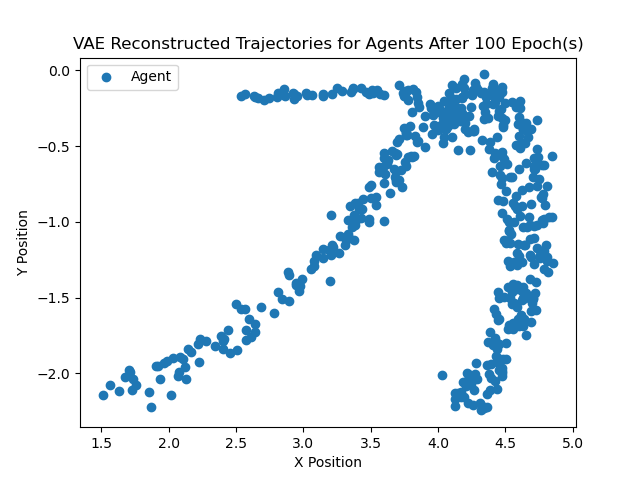 VAE Reconstructed Trajectories for Agents After 100 Epoch(s)
Agent
0.0
−0.5
−1.0
−1.5
−2.0
Y Position
1.5 2.0 2.5 3.0 3.5 4.0 4.5 5.0
X Position